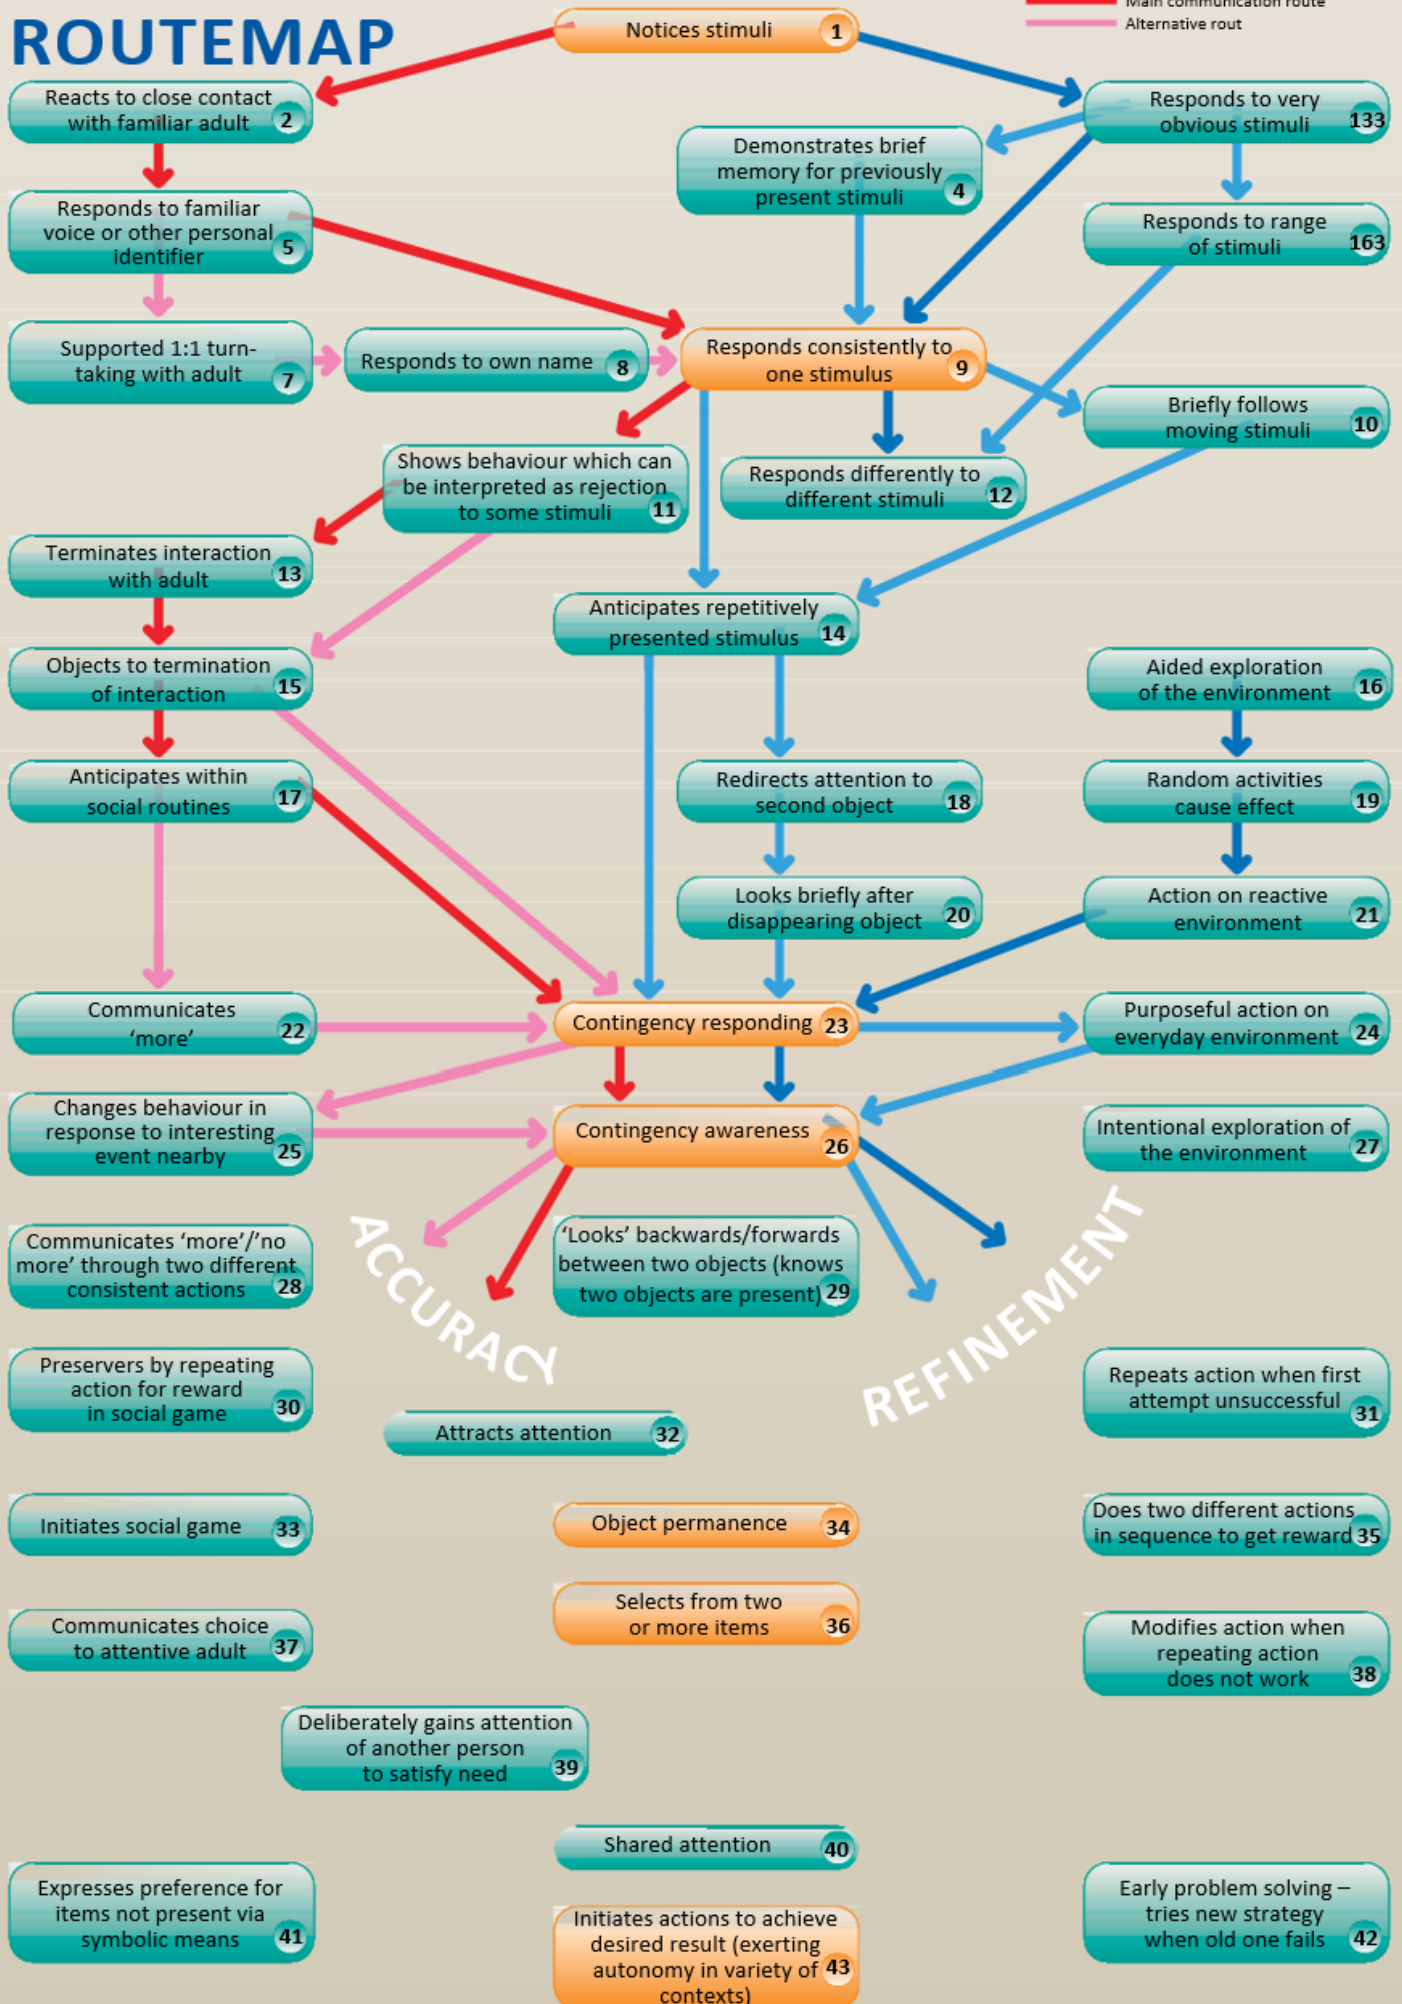 Main communication route
Alternative rout
ROUTEMAP
Notices stimuli 1
Reacts to close contact
with familiar adult 2
Responds to very
obvious stimuli 133
Demonstrates brief
memory for previously
present stimuli 4
Responds to familiar
voice or other personal
identifier 5
Responds to range
of stimuli 163
Supported 1:1 turn-
taking with adult 7
Responds to own name 8
Responds consistently to
one stimulus 9
Briefly follows
moving stimuli 10
Shows behaviour which can
be interpreted as rejection
to some stimuli 11
Responds differently to
different stimuli 12
Terminates interaction
with adult 13
Anticipates repetitively
presented stimulus 14
Objects to termination
of interaction 15
Aided exploration
of the environment 16
Anticipates within
social routines 17
Redirects attention to
second object 18
Random activities
cause effect 19
Looks briefly after
disappearing object 20
Action on reactive
environment 21
Communicates
‘more’ 22
Contingency responding 23
Purposeful action on
everyday environment 24
Changes behaviour in
response to interesting
event nearby 25
Contingency awareness 26
Intentional exploration of
the environment 27
ACCURACY
REFINEMENT
Communicates ‘more’/’no
more’ through two different
consistent actions 28
‘Looks’ backwards/forwards
between two objects (knows
two objects are present) 29
Preservers by repeating
action for reward
in social game 30
Repeats action when first
attempt unsuccessful 31
Attracts attention 32
Initiates social game 33
Object permanence 34
Does two different actions
in sequence to get reward 35
Selects from two
or more items 36
Communicates choice
to attentive adult 37
Modifies action when
repeating action
does not work 38
Deliberately gains attention
of another person
to satisfy need 39
Shared attention 40
Expresses preference for
items not present via
symbolic means 41
Early problem solving –
tries new strategy
when old one fails 42
Initiates actions to achieve
desired result (exerting
autonomy in variety of 43
contexts)